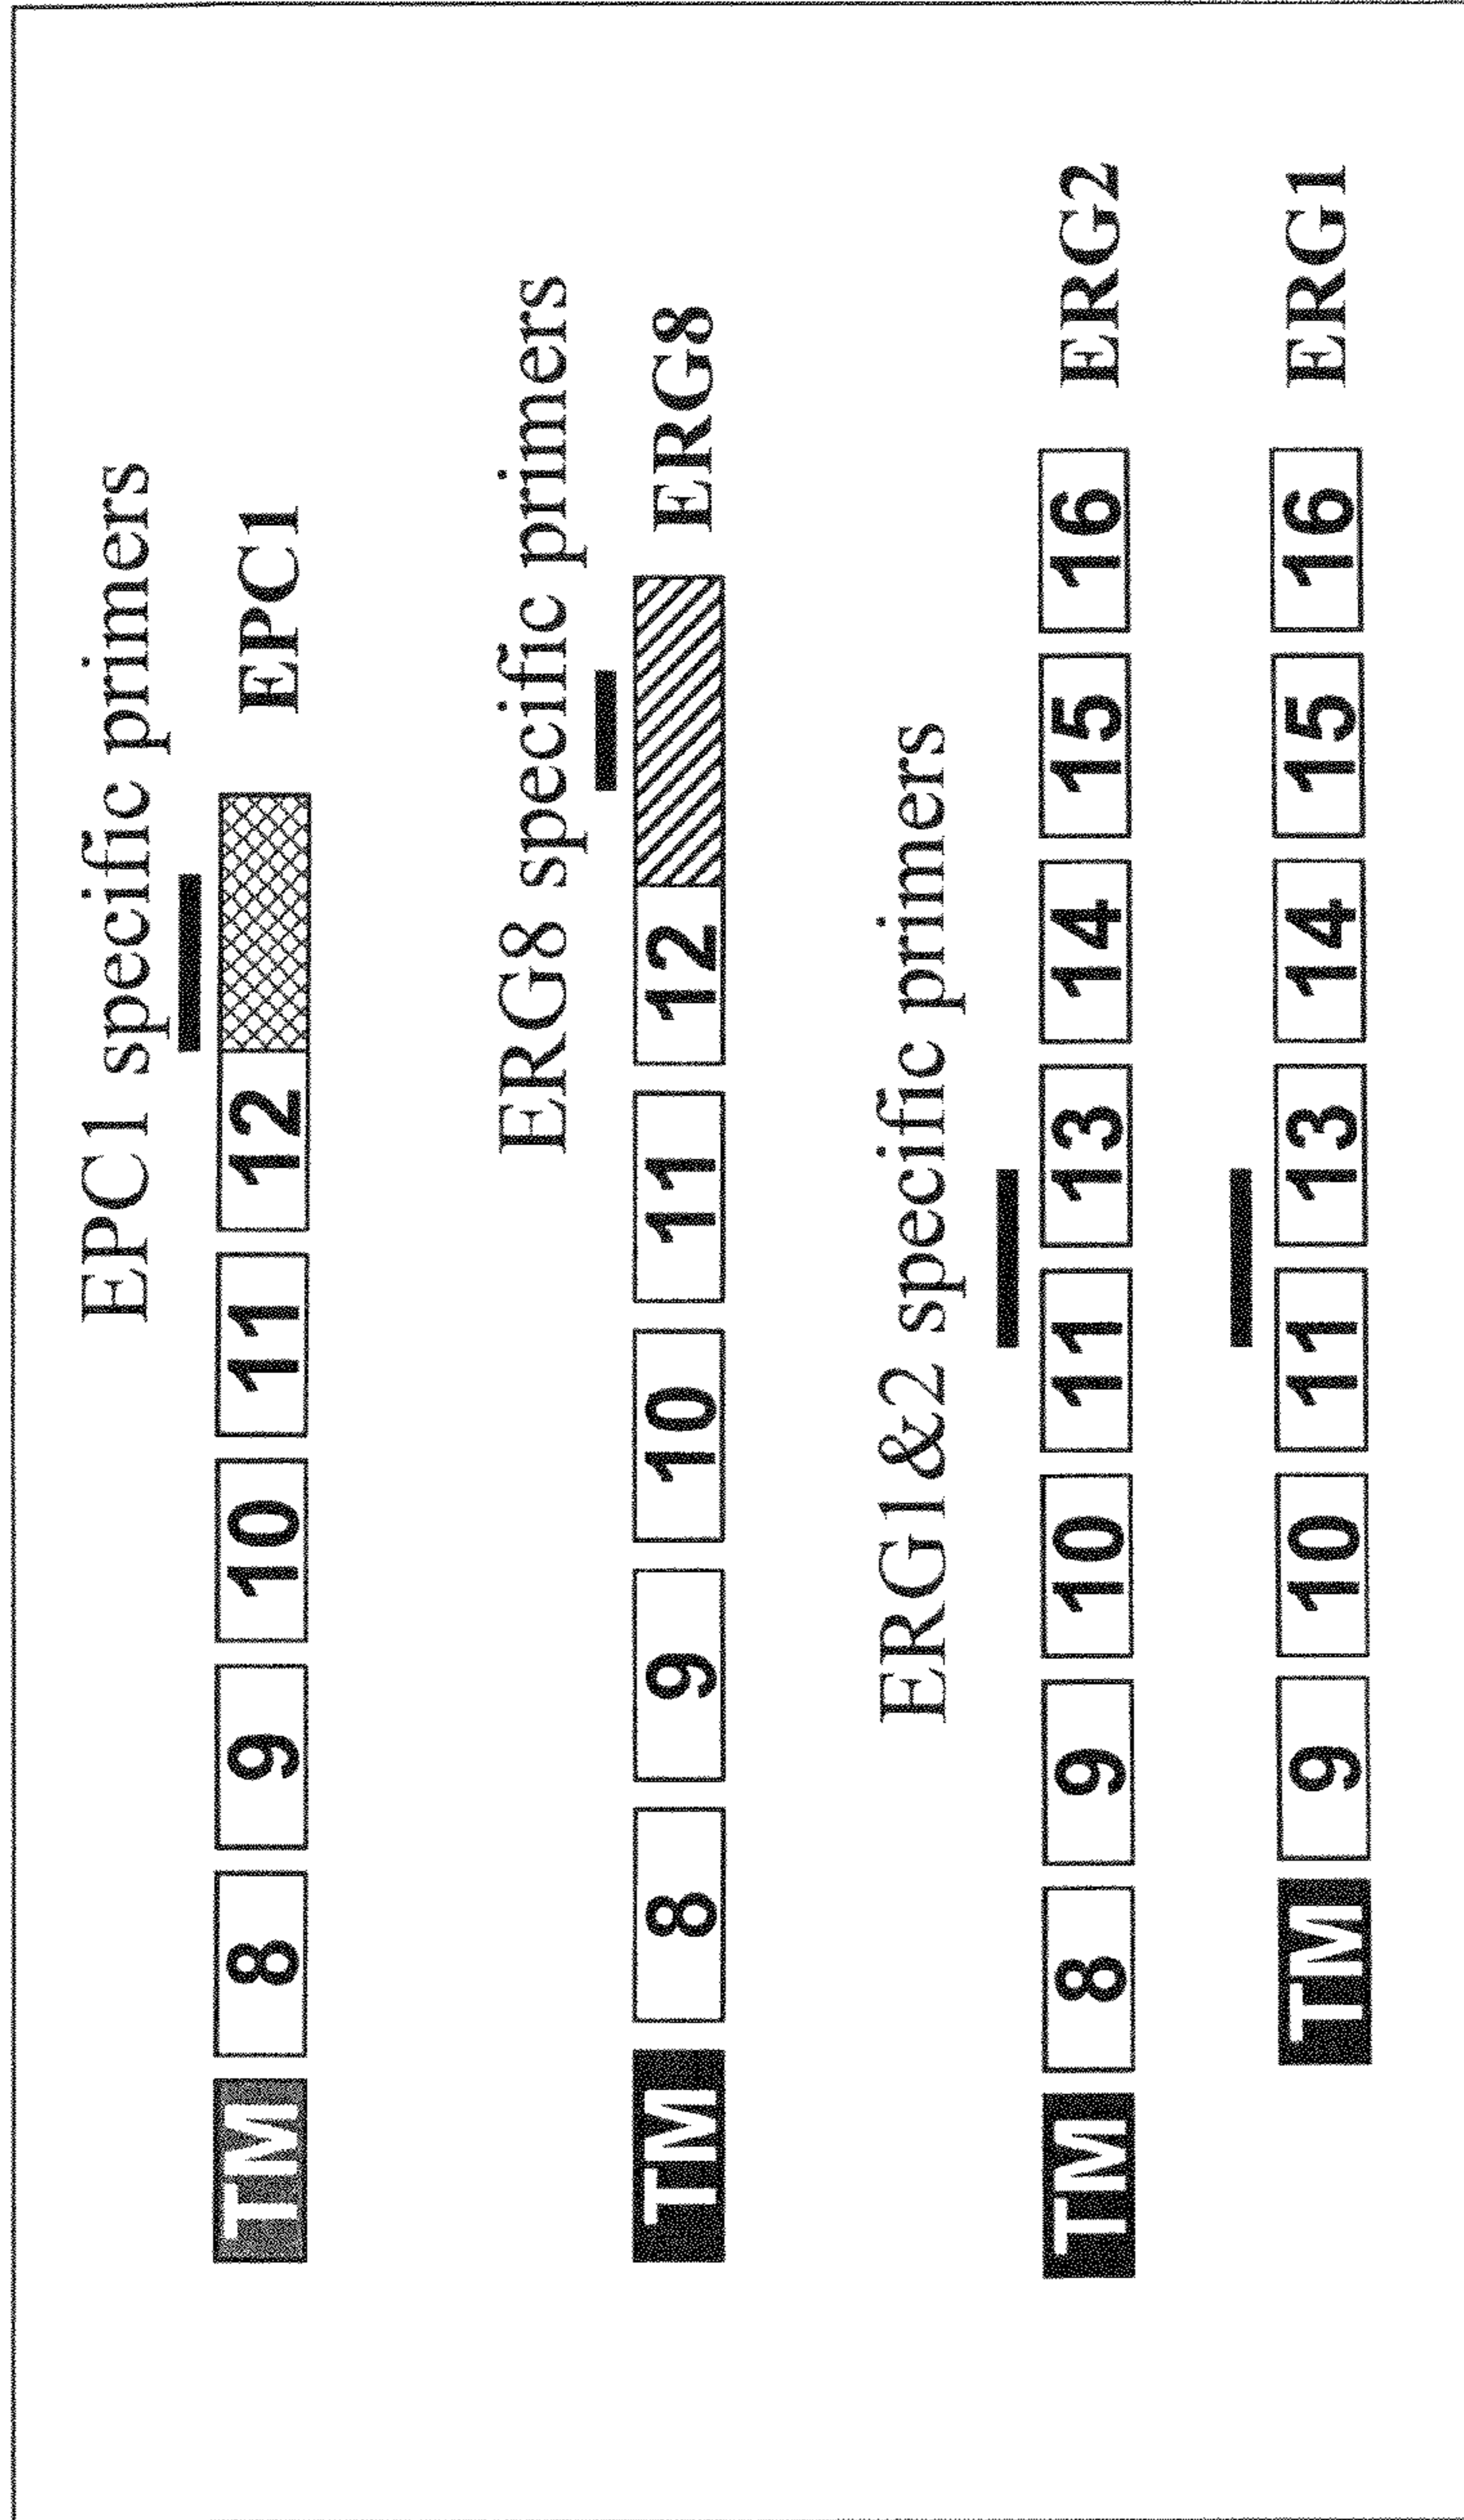 EPC1 specific primers
TM 8 9 10 11 12 EPC1
ERG8 specific primers
TM 8 9 10 11 12 ERG8
ERG1&2 specific primers
TM 8 9 10 11 13 14 15 16 ERG2
TM 9 10 11 13 14 15 16 ERG1